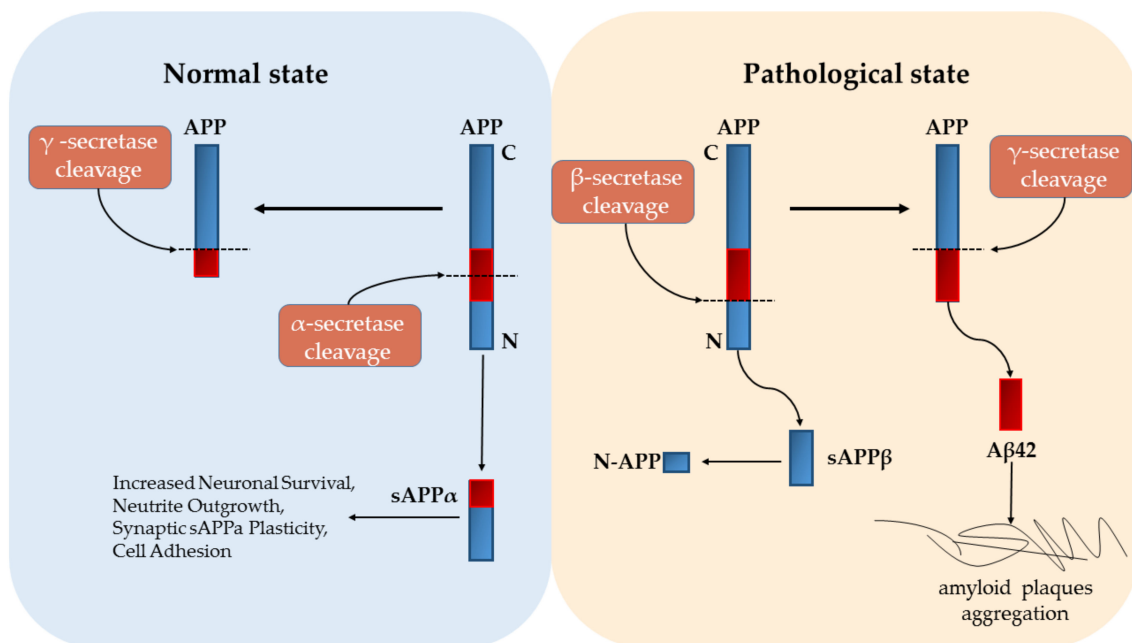 Normal state
APP
APP
γ -secretase
cleavage
C
α-secretase
cleavage
N
sAPPα
Increased Neuronal Survival,
Neutrite Outgrowth,
Synaptic sAPPa Plasticity,
Cell Adhesion
Pathological state
APP
APP
C
β-secretase
cleavage
γ-secretase
cleavage
N
N-APP
sAPPβ
Aβ42
amyloid plaques
aggregation